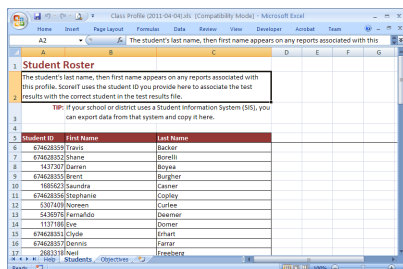 Class Profile (2011-04-04).xls [Compatibility Mode] - Microsoft Excel
Home Insert Page Layout Formulas Data Review View Developer Acrobat Team
A2 The student's last name, then first name appears on any reports associated with this
A B C D E F G
1 Student Roster
The student's last name, then first name appears on any reports associated with
this profile. ScoreIT uses the student ID you provide here to associate the test
2 results with the correct student in the test results file.
TIP: If your school or district uses a Student Information System (SIS), you
3 can export data from that system and copy it here.
4
5 Student ID First Name Last Name
6 674628359 Travis Backer
7 674628352 Shane Borelli
8 1437307 Darren Boyea
9 674628355 Brent Burgher
10 1685623 Saundra Casner
11 674628356 Stephanie Copley
12 5307409 Noreen Curlee
13 5436976 Fernañdo Deemer
14 1137186 Eve Domer
15 674628351 Clyde Erhart
16 674628357 Dennis Farrar
17 2683318 Neil Freeberg
Help Students Objectives
Ready 100%